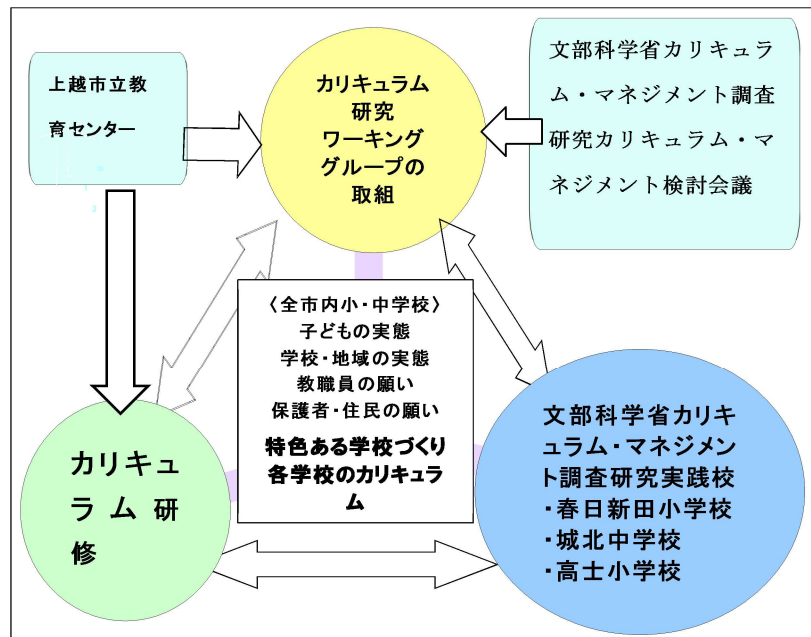 上越市立教
育センター
カリキュラム
研究
ワーキング
グループの
取組
文部科学省カリキュラ
ム・マネジメント調査
研究カリキュラム・マ
ネジメント検討会議
〈全市内小・中学校〉
子どもの実態
学校・地域の実態
教職員の願い
保護者・住民の願い
特色ある学校づくり
各学校のカリキュラ
ム
カリキュ
ラム研
修
文部科学省カリキ
ュラム・マネジメン
ト調査研究実践校
・春日新田小学校
・城北中学校
・高士小学校